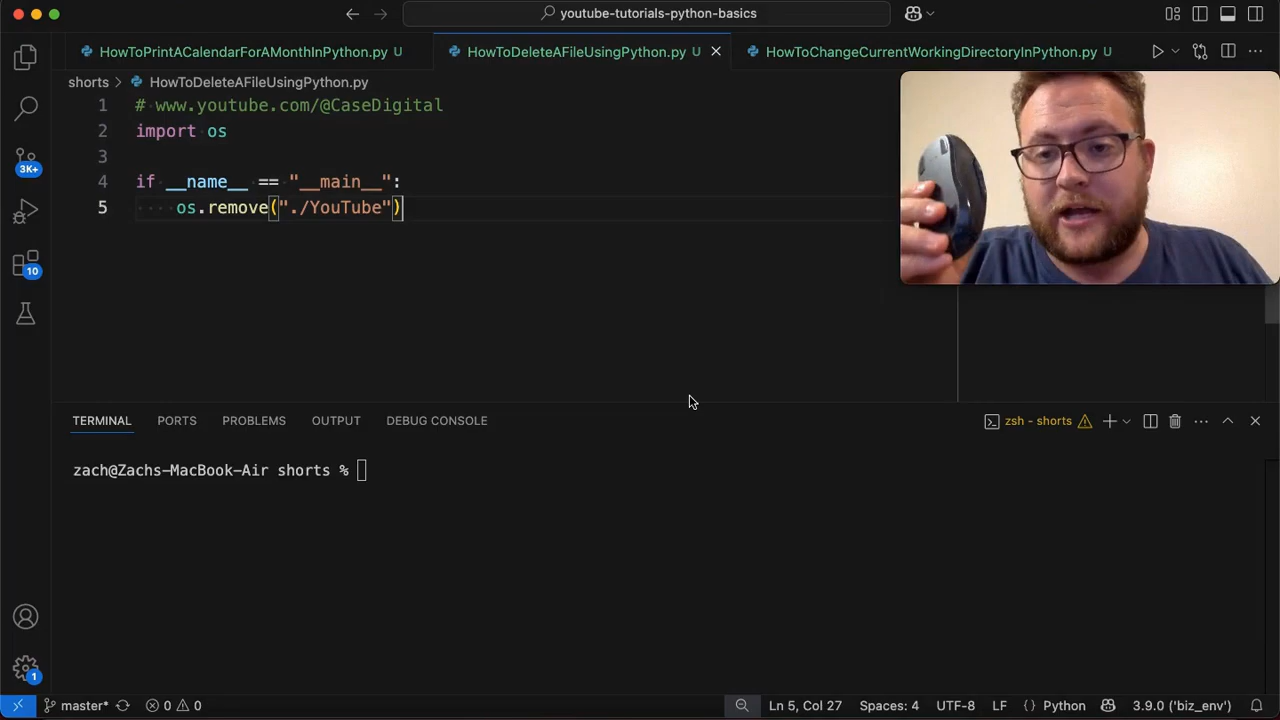 youtube-tutorials-python-basics
HowToPrintACalendarForAMonthInPython.py U
HowToDeleteAFileUsingPython.py U
HowToChangeCurrentWorkingDirectoryInPython.py U
shorts > HowToDeleteAFileUsingPython.py
1 # www.youtube.com/@CaseDigital
2 import os
3
4 if __name__ == "__main__":
5 os.remove("./YouTube")
3K+
10
TERMINAL PORTS PROBLEMS OUTPUT DEBUG CONSOLE
zsh - shorts
zach@Zachs-MacBook-Air shorts %
1
master* 0 0 Ln 5, Col 27 Spaces: 4 UTF-8 LF {} Python 3.9.0 ('biz_env')